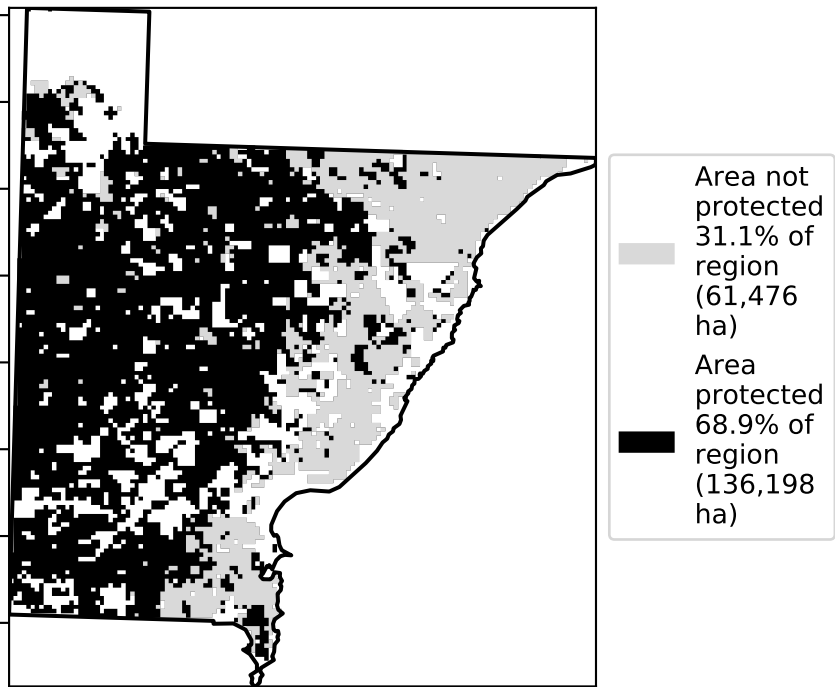 Area not
protected
31.1% of
region
(61,476
ha)
Area
protected
68.9% of
region
(136,198
ha)